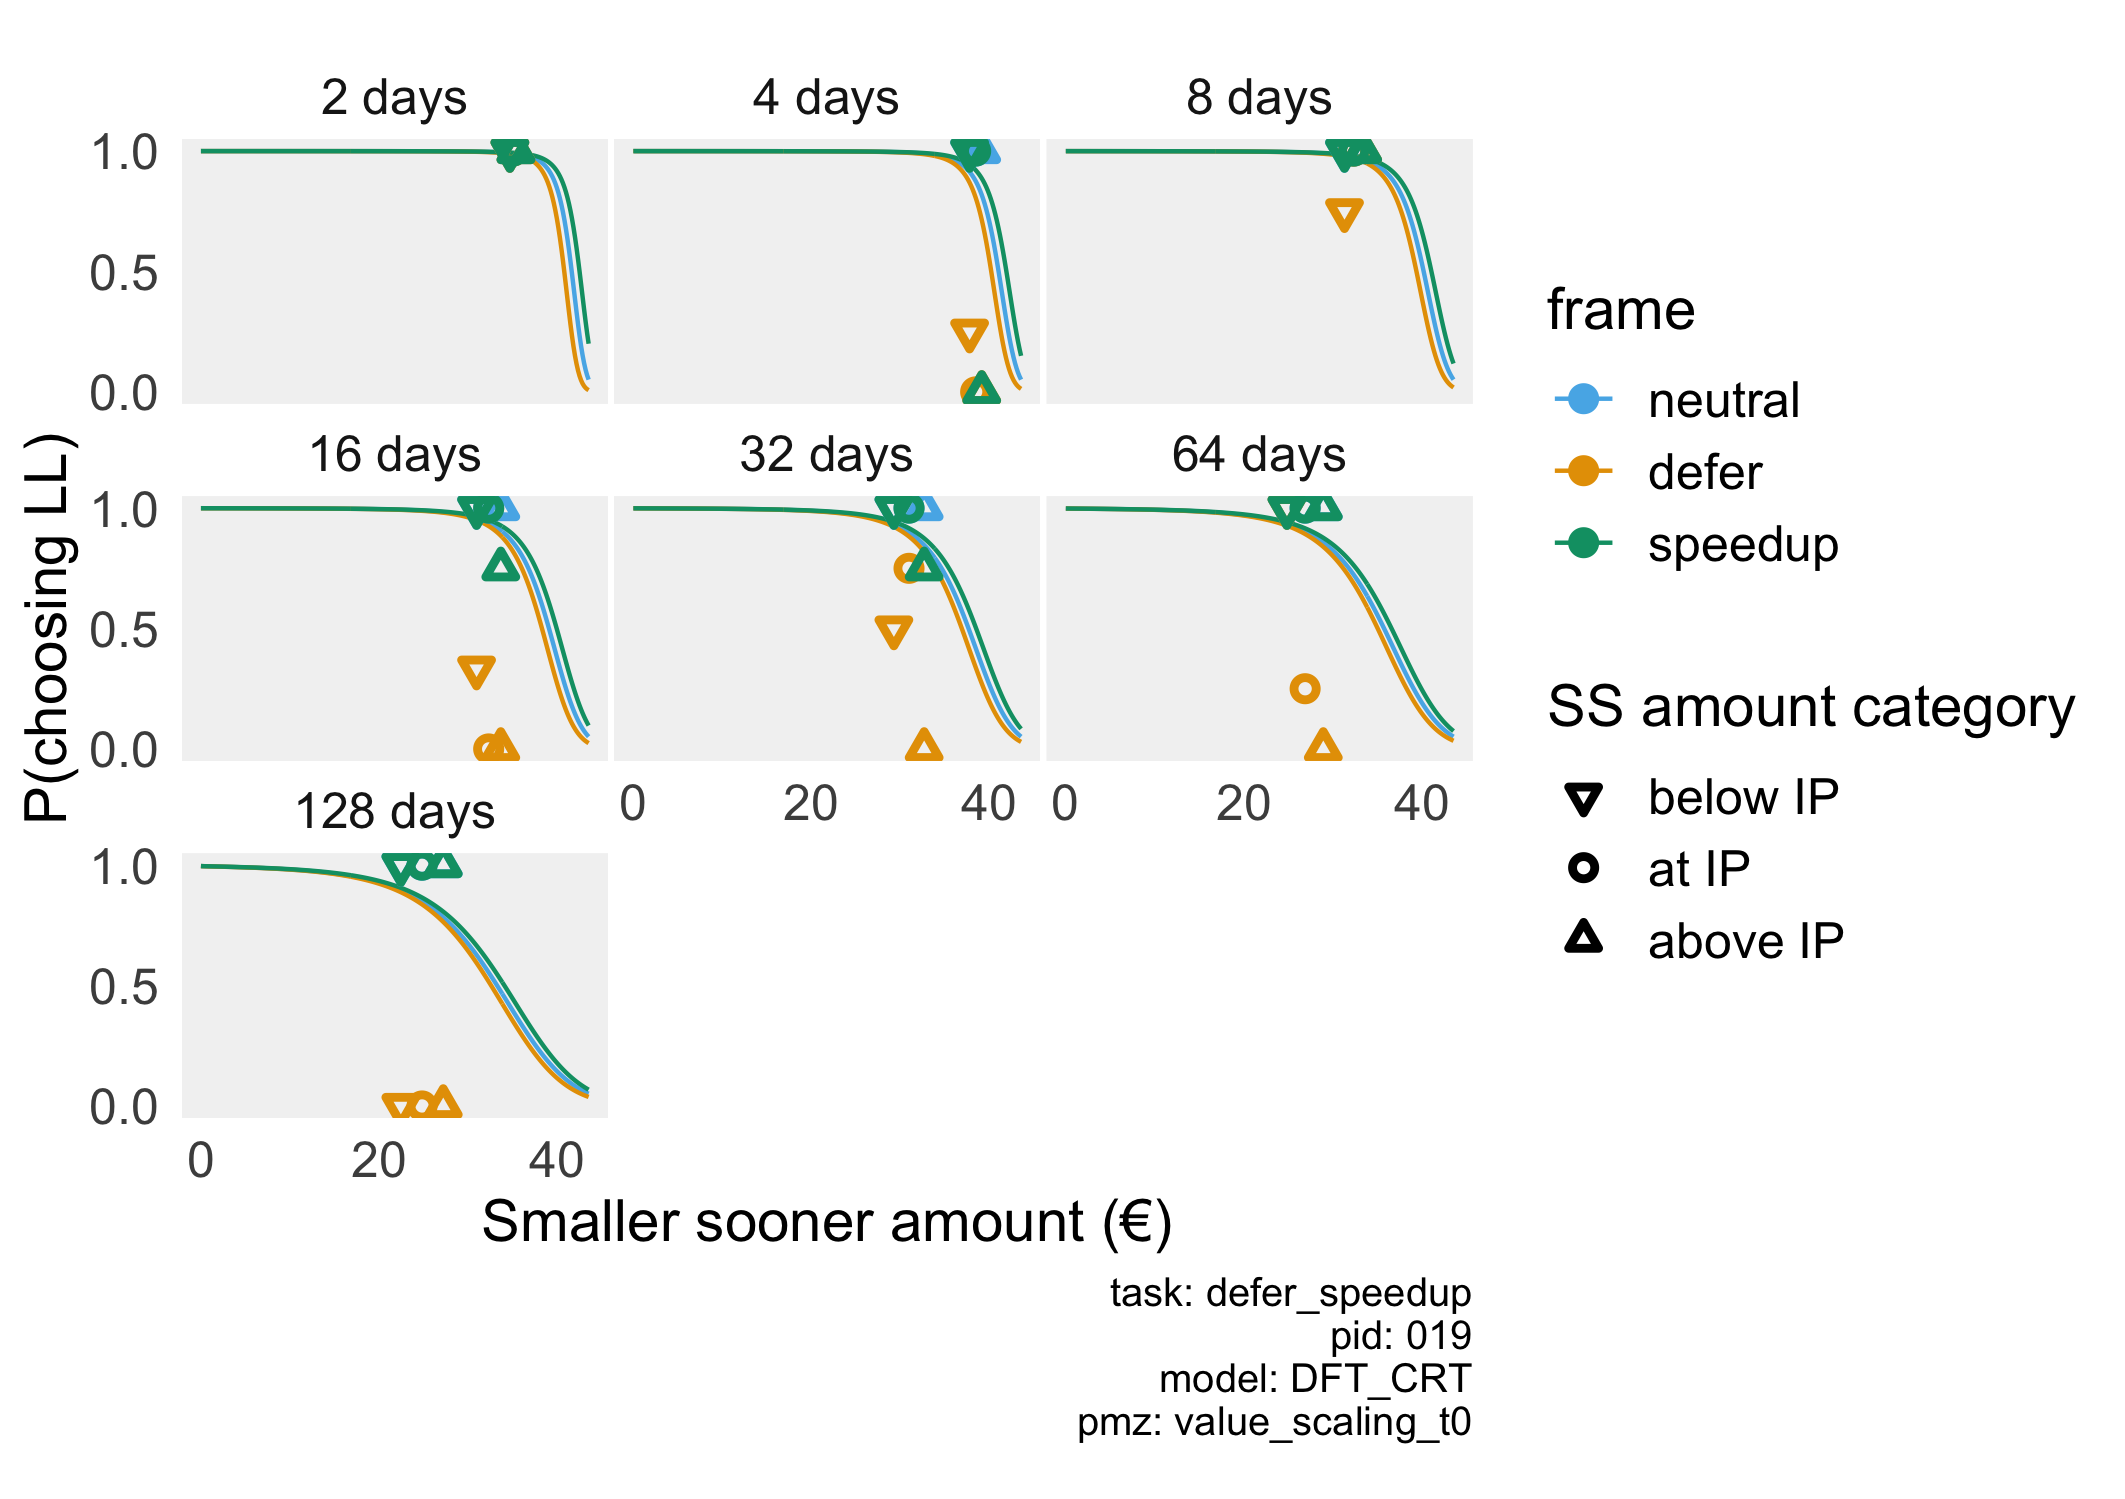 2 days
4 days
8 days
1.0
0.5
0.0
16 days
32 days
64 days
1.0
0.5
0.0
0 20 40
0 20 40
128 days
1.0
0.5
0.0
0 20 40
P(choosing LL)
Smaller sooner amount (€)
frame
neutral
defer
speedup
SS amount category
below IP
at IP
above IP
task: defer_speedup
pid: 019
model: DFT_CRT
pmz: value_scaling_t0